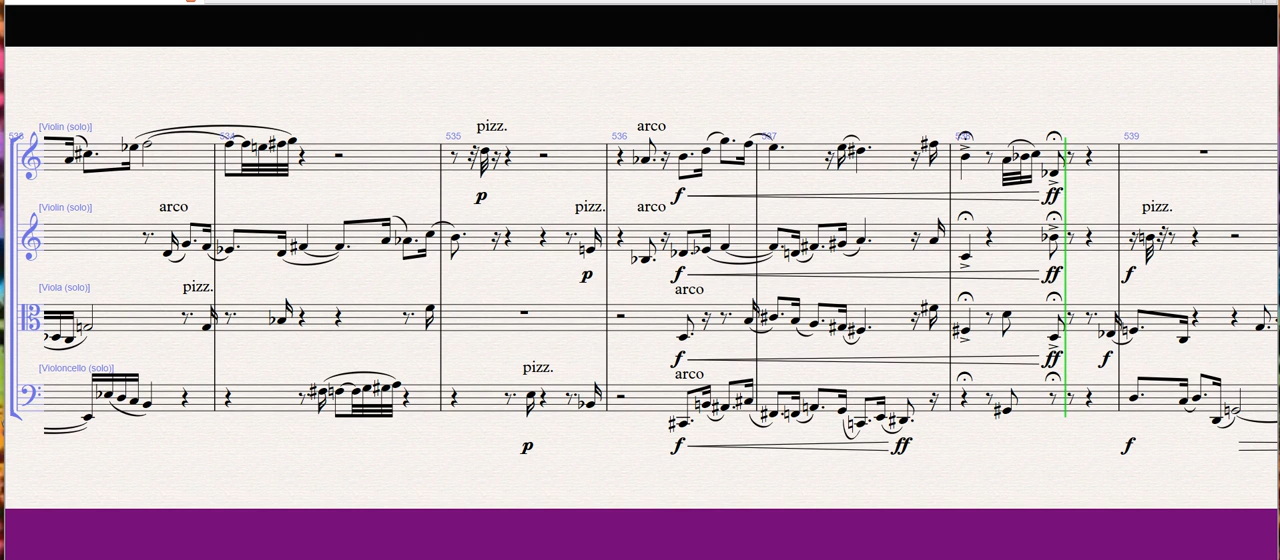 [Violin (solo)]
534
535
pizz.
536
arco
539
p
f
ff
[Violin (solo)]
arco
pizz.
arco
pizz.
p
f
ff
f
[Viola (solo)]
pizz.
arco
f
ff
f
[Violoncello (solo)]
pizz.
arco
p
f
ff
f